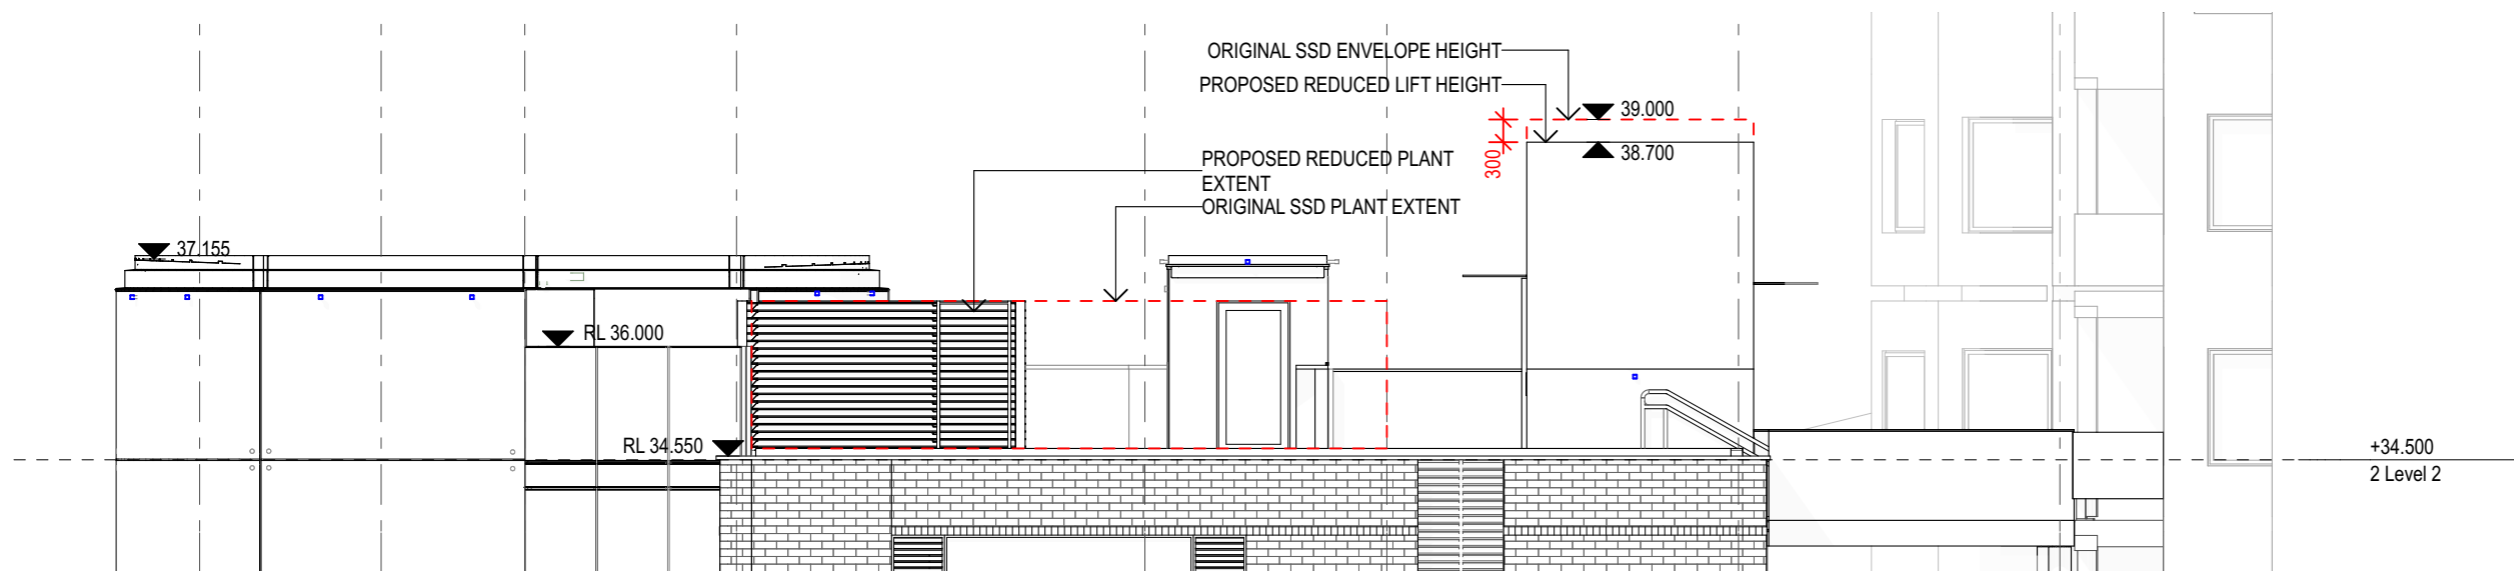 ORIGINAL SSD ENVELOPE HEIGHT
PROPOSED REDUCED LIFT HEIGHT
39.000
38.700
300
PROPOSED REDUCED PLANT
EXTENT
ORIGINAL SSD PLANT EXTENT
37.155
RL 36.000
RL 34.550
+34.500
2 Level 2